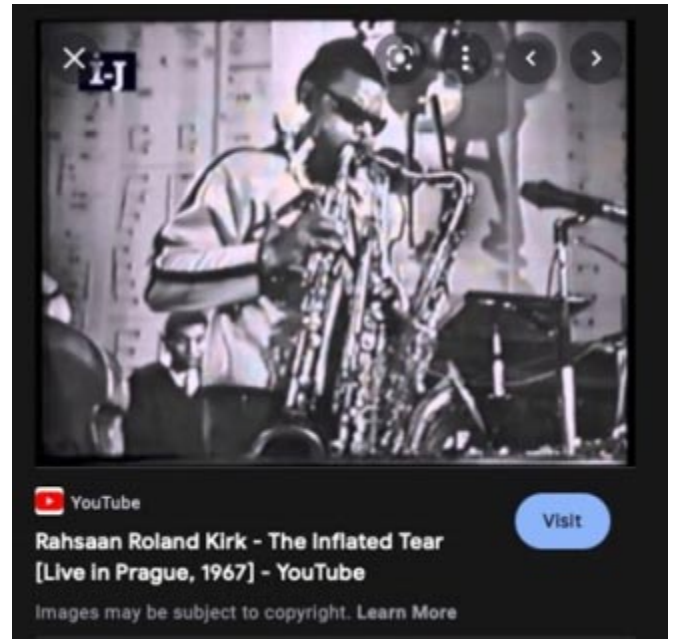 i-J
YouTube
Visit
Rahsaan Roland Kirk - The Inflated Tear
[Live in Prague, 1967] - YouTube
Images may be subject to copyright. Learn More